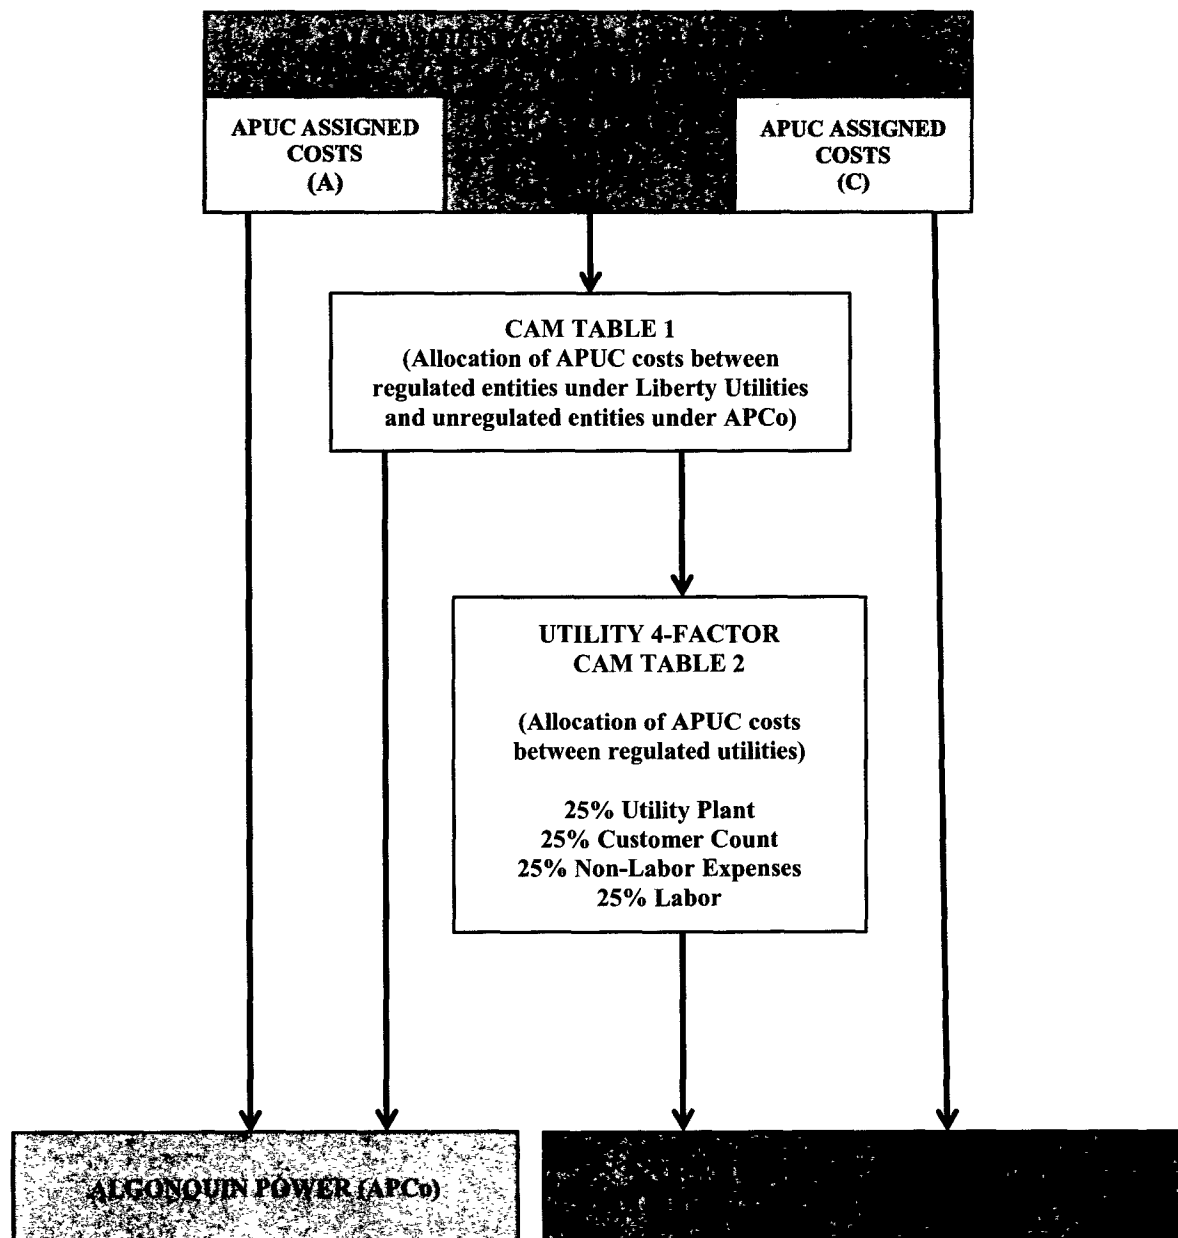 APUC ASSIGNED
COSTS
(A)
APUC ASSIGNED
COSTS
(C)
CAM TABLE 1
(Allocation of APUC costs between
regulated entities under Liberty Utilities
and unregulated entities under APCo)
UTILITY 4-FACTOR
CAM TABLE 2
(Allocation of APUC costs
between regulated utilities)
25% Utility Plant
25% Customer Count
25% Non-Labor Expenses
25% Labor
ALGONQUIN POWER (APCo)